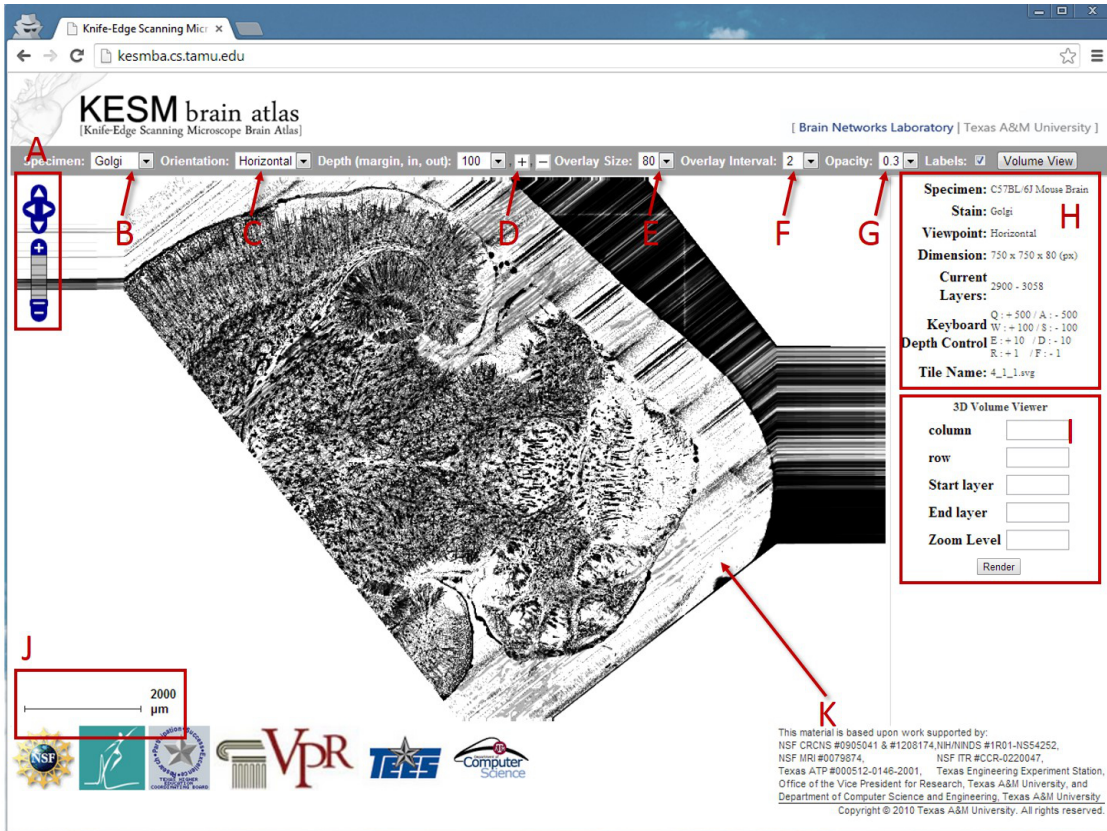 Knife-Edge Scanning Micr ×
kesmba.cs.tamu.edu
KESM brain atlas
[Knife-Edge Scanning Microscope Brain Atlas]
[ Brain Networks Laboratory | Texas A&M University ]
A
Specimen: Golgi Orientation: Horizontal Depth (margin, in, out): 100 , + , − Overlay Size: 80 Overlay Interval: 2 Opacity: 0.3 Labels: Volume View
B C D E F G H
Specimen: C57BL/6J Mouse Brain
Stain: Golgi
Viewpoint: Horizontal
Dimension: 750 x 750 x 80 (px)
Current Layers: 2900 - 3058
Keyboard Depth Control
Q : + 500 / A : - 500
W : + 100 / S : - 100
E : + 10 / D : - 10
R : + 1 / F : - 1
Tile Name: 4_1_1.svg
3D Volume Viewer
I
column
row
Start layer
End layer
Zoom Level
Render
J
2000
µm
K
NSF
TEXAS HIGHER
EDUCATION
COORDINATING BOARD
VPR
TEES
Computer
Science
This material is based upon work supported by:
NSF CRCNS #0905041 & #1208174,NH/NINDS #1R01-NS54252,
NSF MRI #0079874, NSF ITR #CCR-0220047,
Texas ATP #000512-0146-2001, Texas Engineering Experiment Station,
Office of the Vice President for Research, Texas A&M University, and
Department of Computer Science and Engineering, Texas A&M University
Copyright © 2010 Texas A&M University. All rights reserved.